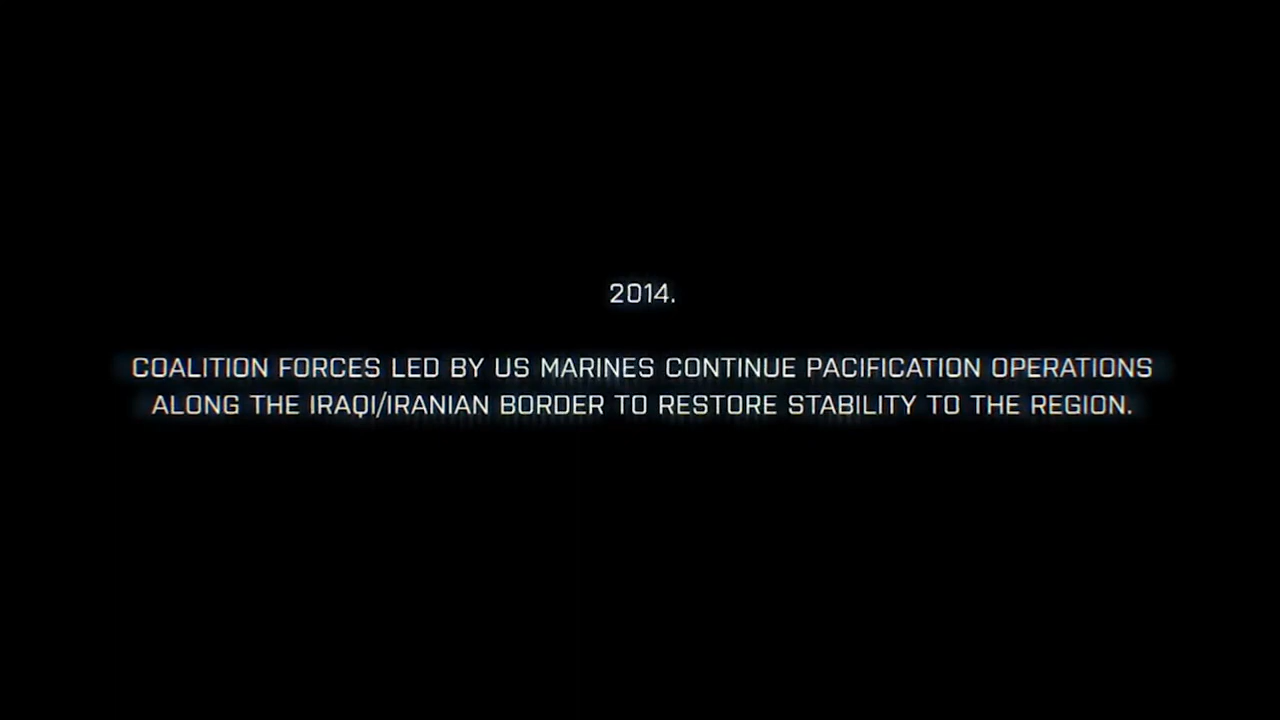 2014.
COALITION FORCES LED BY US MARINES CONTINUE PACIFICATION OPERATIONS
ALONG THE IRAQI/IRANIAN BORDER TO RESTORE STABILITY TO THE REGION.